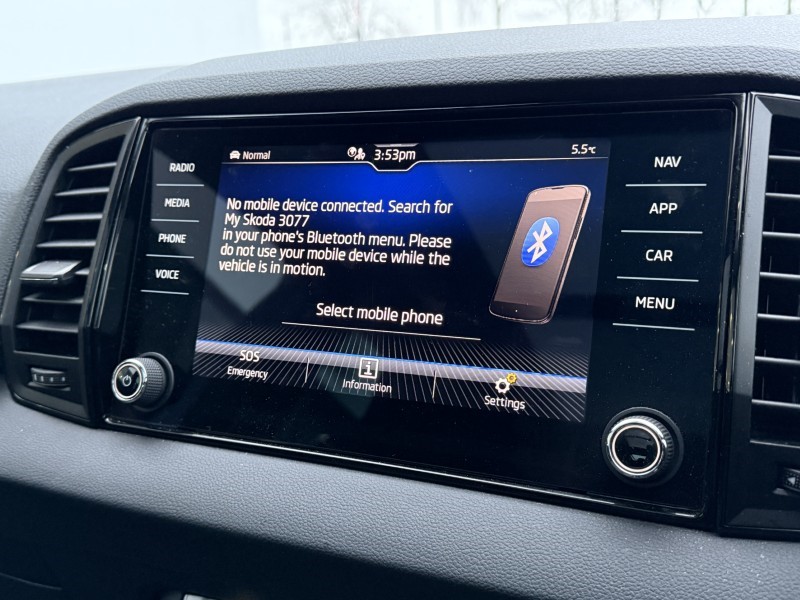 Normal
3:53pm
5.5°C
RADIO
MEDIA
PHONE
VOICE
No mobile device connected. Search for
My Skoda 3077
in your phone's Bluetooth menu. Please
do not use your mobile device while the
vehicle is in motion.
Select mobile phone
SOS
Emergency
i
Information
Settings
NAV
APP
CAR
MENU